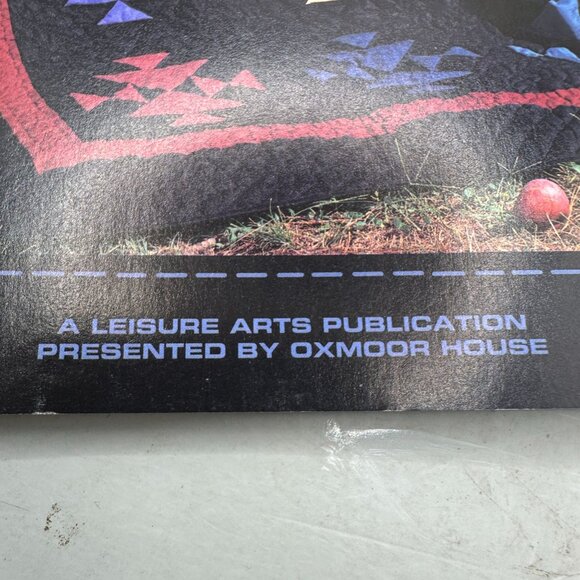 A LEISURE ARTS PUBLICATION
PRESENTED BY OXMOOR HOUSE